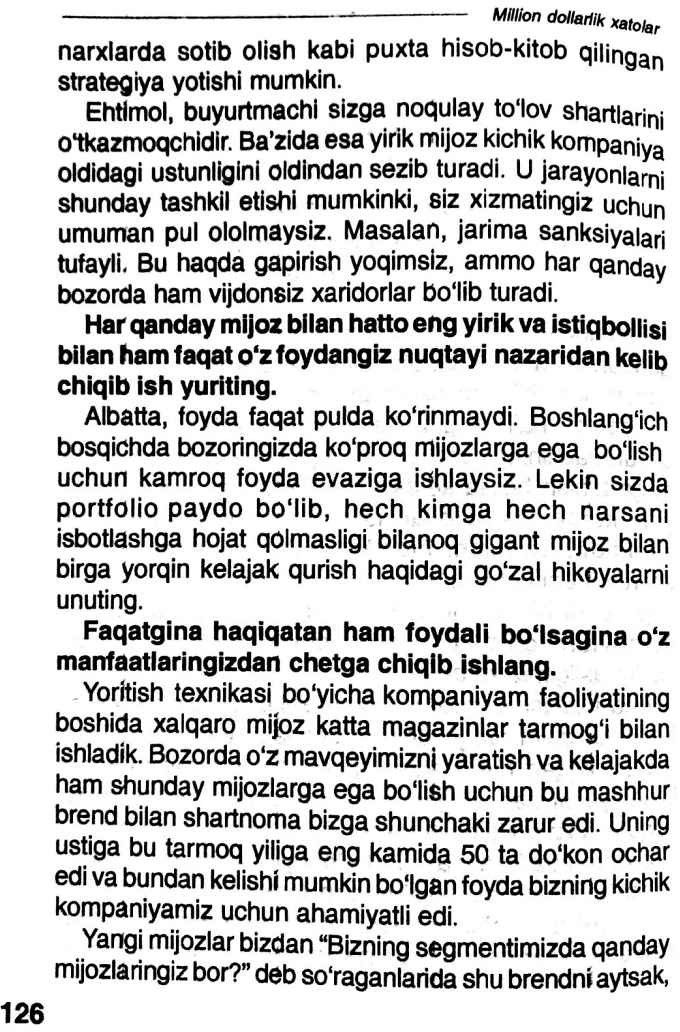 Million dollarlik xatolar
narxlarda sotib olish kabi puxta hisob-kitob qilingan
strategiya yotishi mumkin.
Ehtimol, buyurtmachi sizga noqulay to‘lov shartlarini
o‘tkazmoqchidir. Ba’zida esa yirik mijoz kichik kompaniya
oldidagi ustunligini oldindan sezib turadi. U jarayonlarni
shunday tashkil etishi mumkinki, siz xizmatingiz uchun
umuman pul ololmaysiz. Masalan, jarima sanksiyalari
tufayli. Bu haqda gapirish yoqimsiz, ammo har qanday
bozorda ham vijdonsiz xaridorlar bo‘lib turadi.
Har qanday mijoz bilan hatto eng yirik va istiqbollisi
bilan ham faqat o‘z foydangiz nuqtayi nazaridan kelib
chiqib ish yuriting.
Albatta, foyda faqat pulda ko‘rinmaydi. Boshlang‘ich
bosqichda bozoringizda ko‘proq mijozlarga ega bo‘lish
uchun kamroq foyda evaziga ishlaysiz. Lekin sizda
portfolio paydo bo‘lib, hech kimga hech narsani
isbotlashga hojat qolmasligi bilanoq gigant mijoz bilan
birga yorqin kelajak qurish haqidagi go‘zal hikoyalarni
unuting.
Faqatgina haqiqatan ham foydali bo‘lsagina o‘z
manfaatlaringizdan chetga chiqib ishlang.
Yoritish texnikasi bo‘yicha kompaniyam faoliyatining
boshida xalqaro mijoz katta magazinlar tarmog‘i bilan
ishladik. Bozorda o‘z mavqeyimizni yaratish va kelajakda
ham shunday mijozlarga ega bo‘lish uchun bu mashhur
brend bilan shartnoma bizga shunchaki zarur edi. Uning
ustiga bu tarmoq yiliga eng kamida 50 ta do‘kon ochar
edi va bundan kelishi mumkin bo‘lgan foyda bizning kichik
kompaniyamiz uchun ahamiyatli edi.
Yangi mijozlar bizdan “Bizning segmentimizda qanday
mijozlaringiz bor?” deb so‘raganlarida shu brendni aytsak,
126